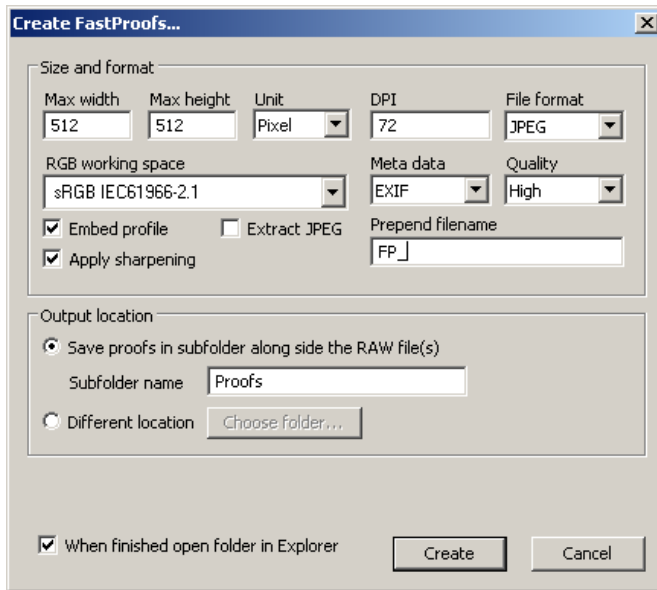 Create FastProofs...
Size and format
Max width Max height Unit DPI File format
512 512 Pixel 72 JPEG
RGB working space Meta data Quality
sRGB IEC61966-2.1 EXIF High
Embed profile Extract JPEG Prepend filename
Apply sharpening FP_
Output location
Save proofs in subfolder along side the RAW file(s)
Subfolder name Proofs
Different location Choose folder...
When finished open folder in Explorer Create Cancel